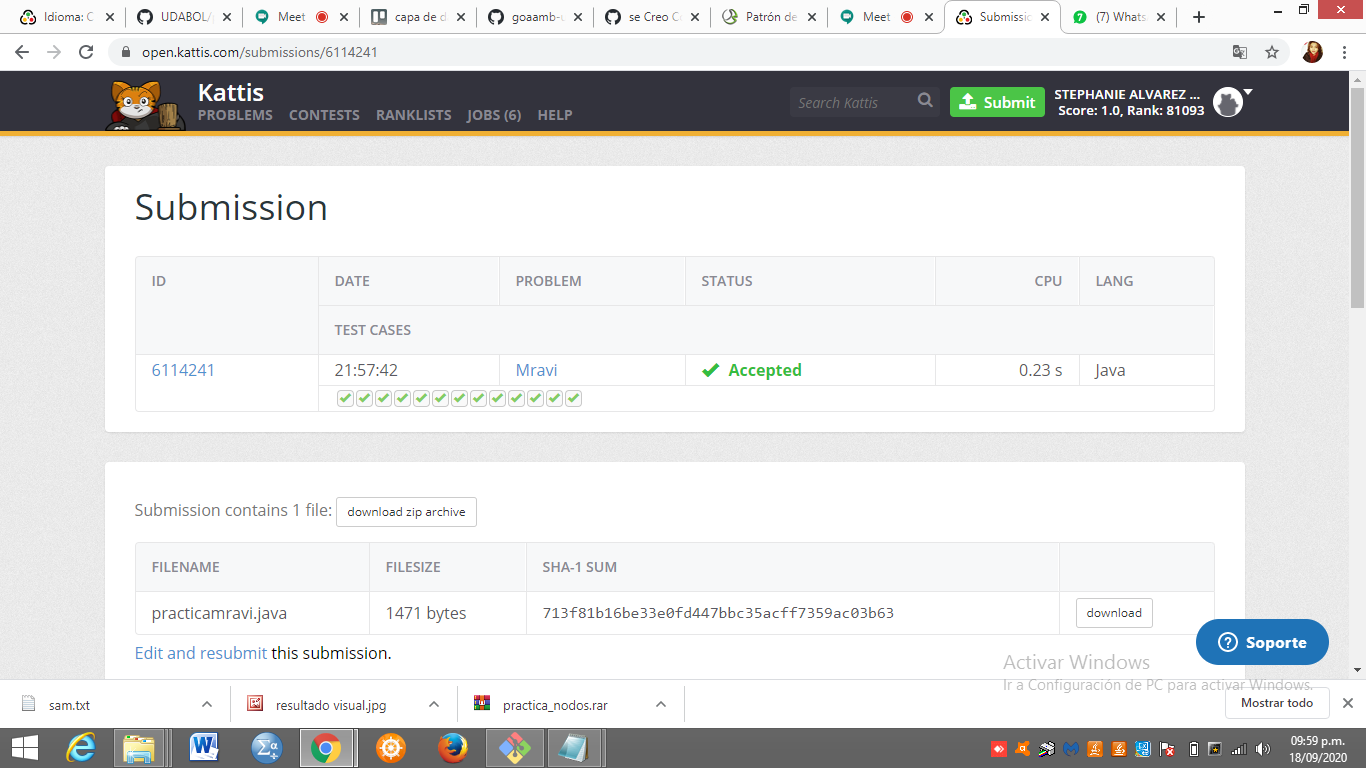 Idioma: C
UDABOL/
Meet
capa de d
goaamb-u
se Creo C
Patrón de
Meet
Submissio
(7) Whats
open.kattis.com/submissions/6114241
Kattis
PROBLEMS CONTESTS RANKLISTS JOBS (6) HELP
Search Kattis
Submit
STEPHANIE ALVAREZ ...
Score: 1.0, Rank: 81093
Submission
ID DATE PROBLEM STATUS CPU LANG
TEST CASES
6114241 21:57:42 Mravi Accepted 0.23 s Java
Submission contains 1 file: download zip archive
FILENAME FILESIZE SHA-1 SUM
practicamravi.java 1471 bytes 713f81b16be33e0fd447bbc35acff7359ac03b63 download
Edit and resubmit this submission.
Soporte
Activar Windows
Ir a Configuración de PC para activar Windows.
sam.txt
resultado visual.jpg
practica_nodos.rar
Mostrar todo
09:59 p.m.
18/09/2020